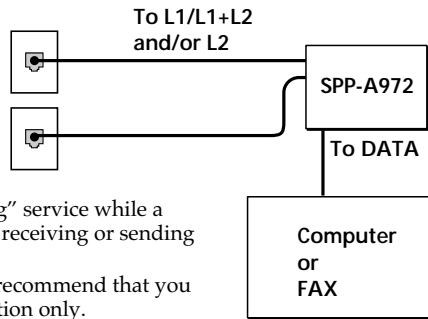 To L1/L1+L2
and/or L2
SPP-A972
To DATA
g” service while a
receiving or sending
recommend that you
tion only.
Computer
or
FAX